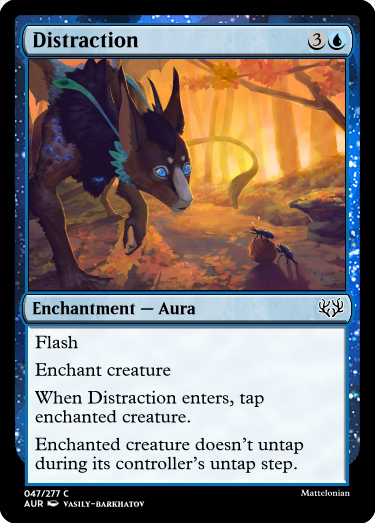 Distraction 3
Enchantment — Aura
Flash
Enchant creature
When Distraction enters, tap
enchanted creature.
Enchanted creature doesn't untap
during its controller's untap step.
047/277 C Mattelonian
AUR VASILY-BARKHATOV